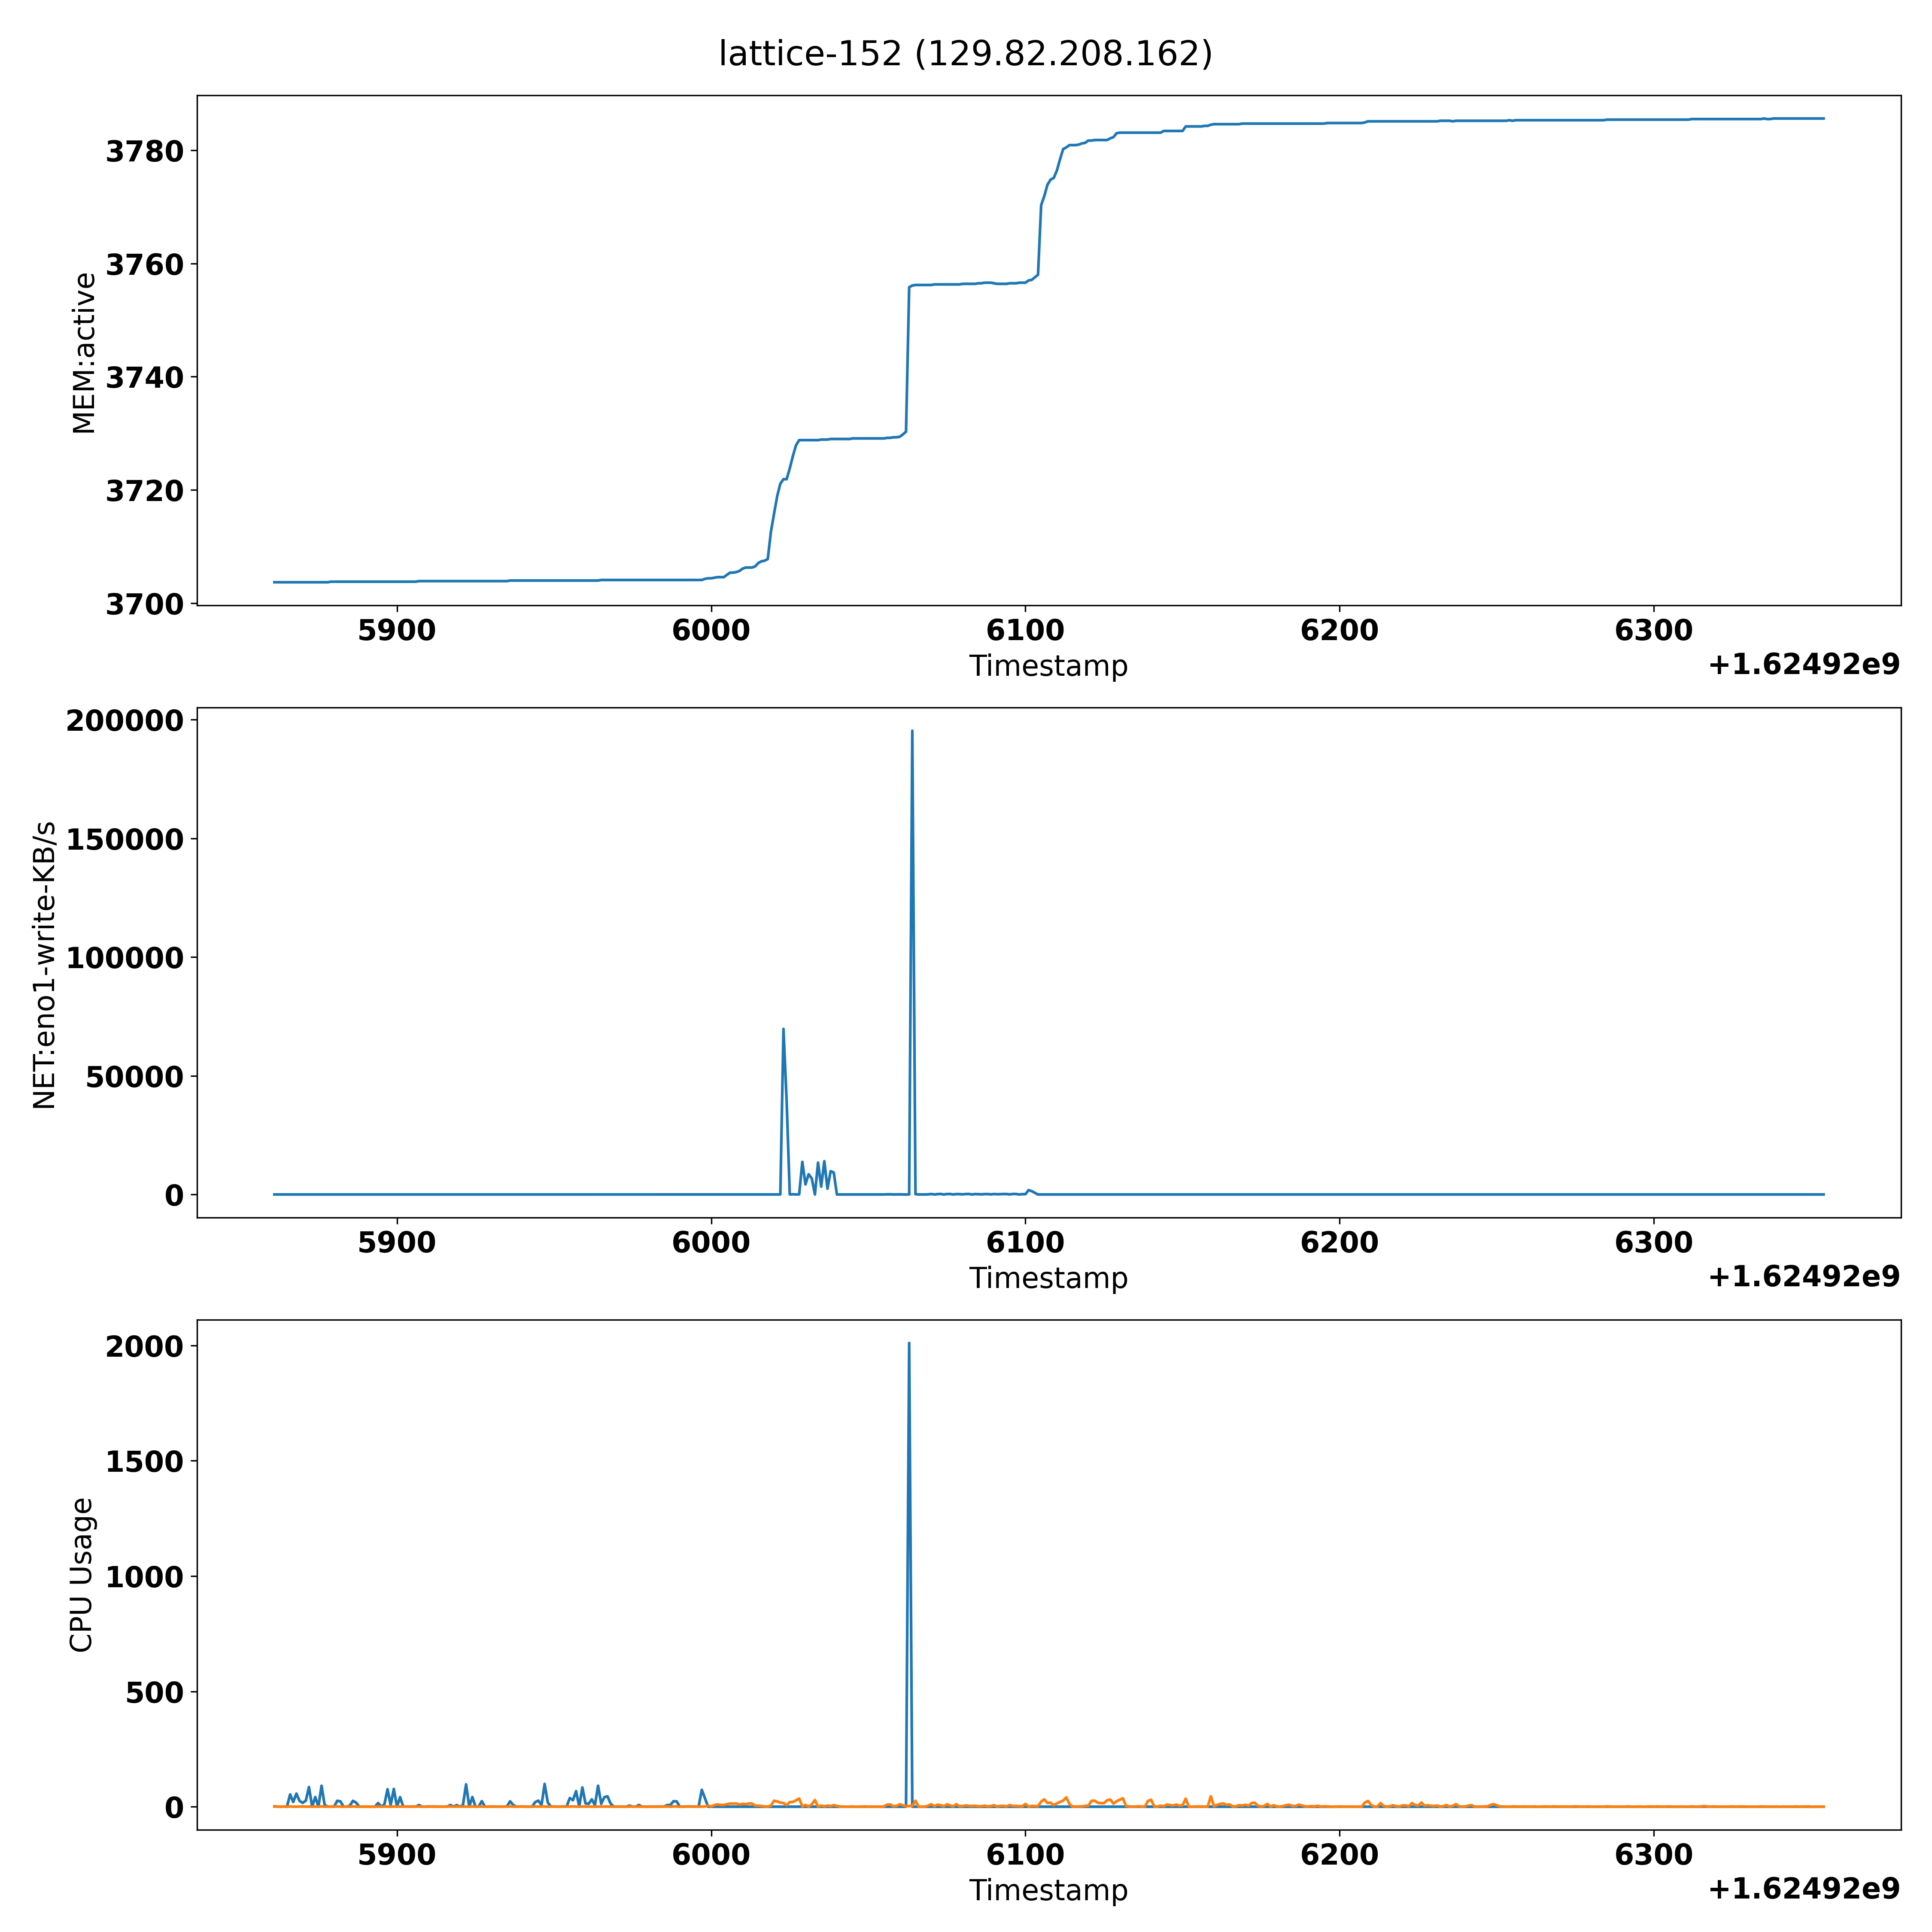 lattice-152 (129.82.208.162)
MEM:active
3780
3760
3740
3720
3700
5900 6000 6100 6200 6300
Timestamp
+1.62492e9
NET:eno1-write-KB/s
200000
150000
100000
50000
0
5900 6000 6100 6200 6300
Timestamp
+1.62492e9
CPU Usage
2000
1500
1000
500
0
5900 6000 6100 6200 6300
Timestamp
+1.62492e9